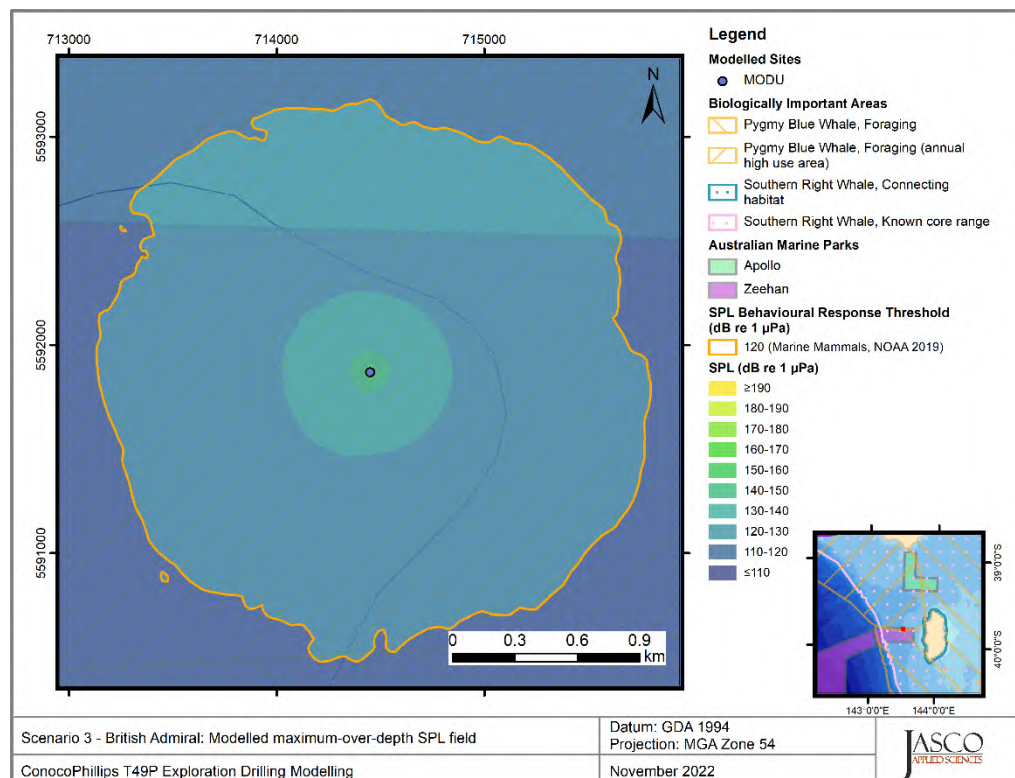 713000 714000 715000
5593000
5592000
5591000
N
0 0.3 0.6 0.9
km
Legend
Modelled Sites
MODU
Biologically Important Areas
Pygmy Blue Whale, Foraging
Pygmy Blue Whale, Foraging (annual
high use area)
Southern Right Whale, Connecting
habitat
Southern Right Whale, Known core range
Australian Marine Parks
Apollo
Zeehan
SPL Behavioural Response Threshold
(dB re 1 µPa)
120 (Marine Mammals, NOAA 2019)
SPL (dB re 1 µPa)
≥190
180-190
170-180
160-170
150-160
140-150
130-140
120-130
110-120
≤110
39°0'0"S
40°0'0"S
143°0'0"E 144°0'0"E
Scenario 3 - British Admiral: Modelled maximum-over-depth SPL field
ConocoPhillips T49P Exploration Drilling Modelling
Datum: GDA 1994
Projection: MGA Zone 54
November 2022
JASCO
APPLIED SCIENCES